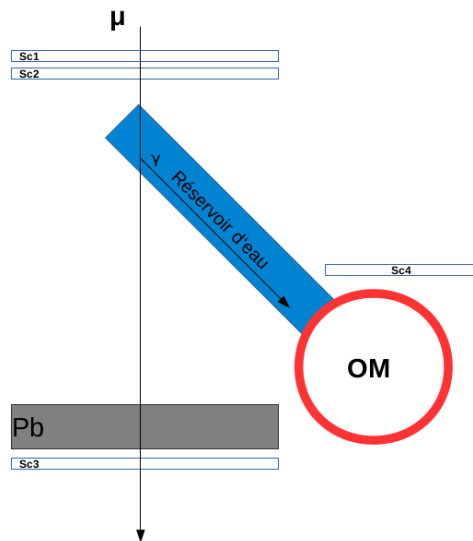 μ
Sc1
Sc2
γ
Réservoir d'eau
Sc4
OM
Pb
Sc3